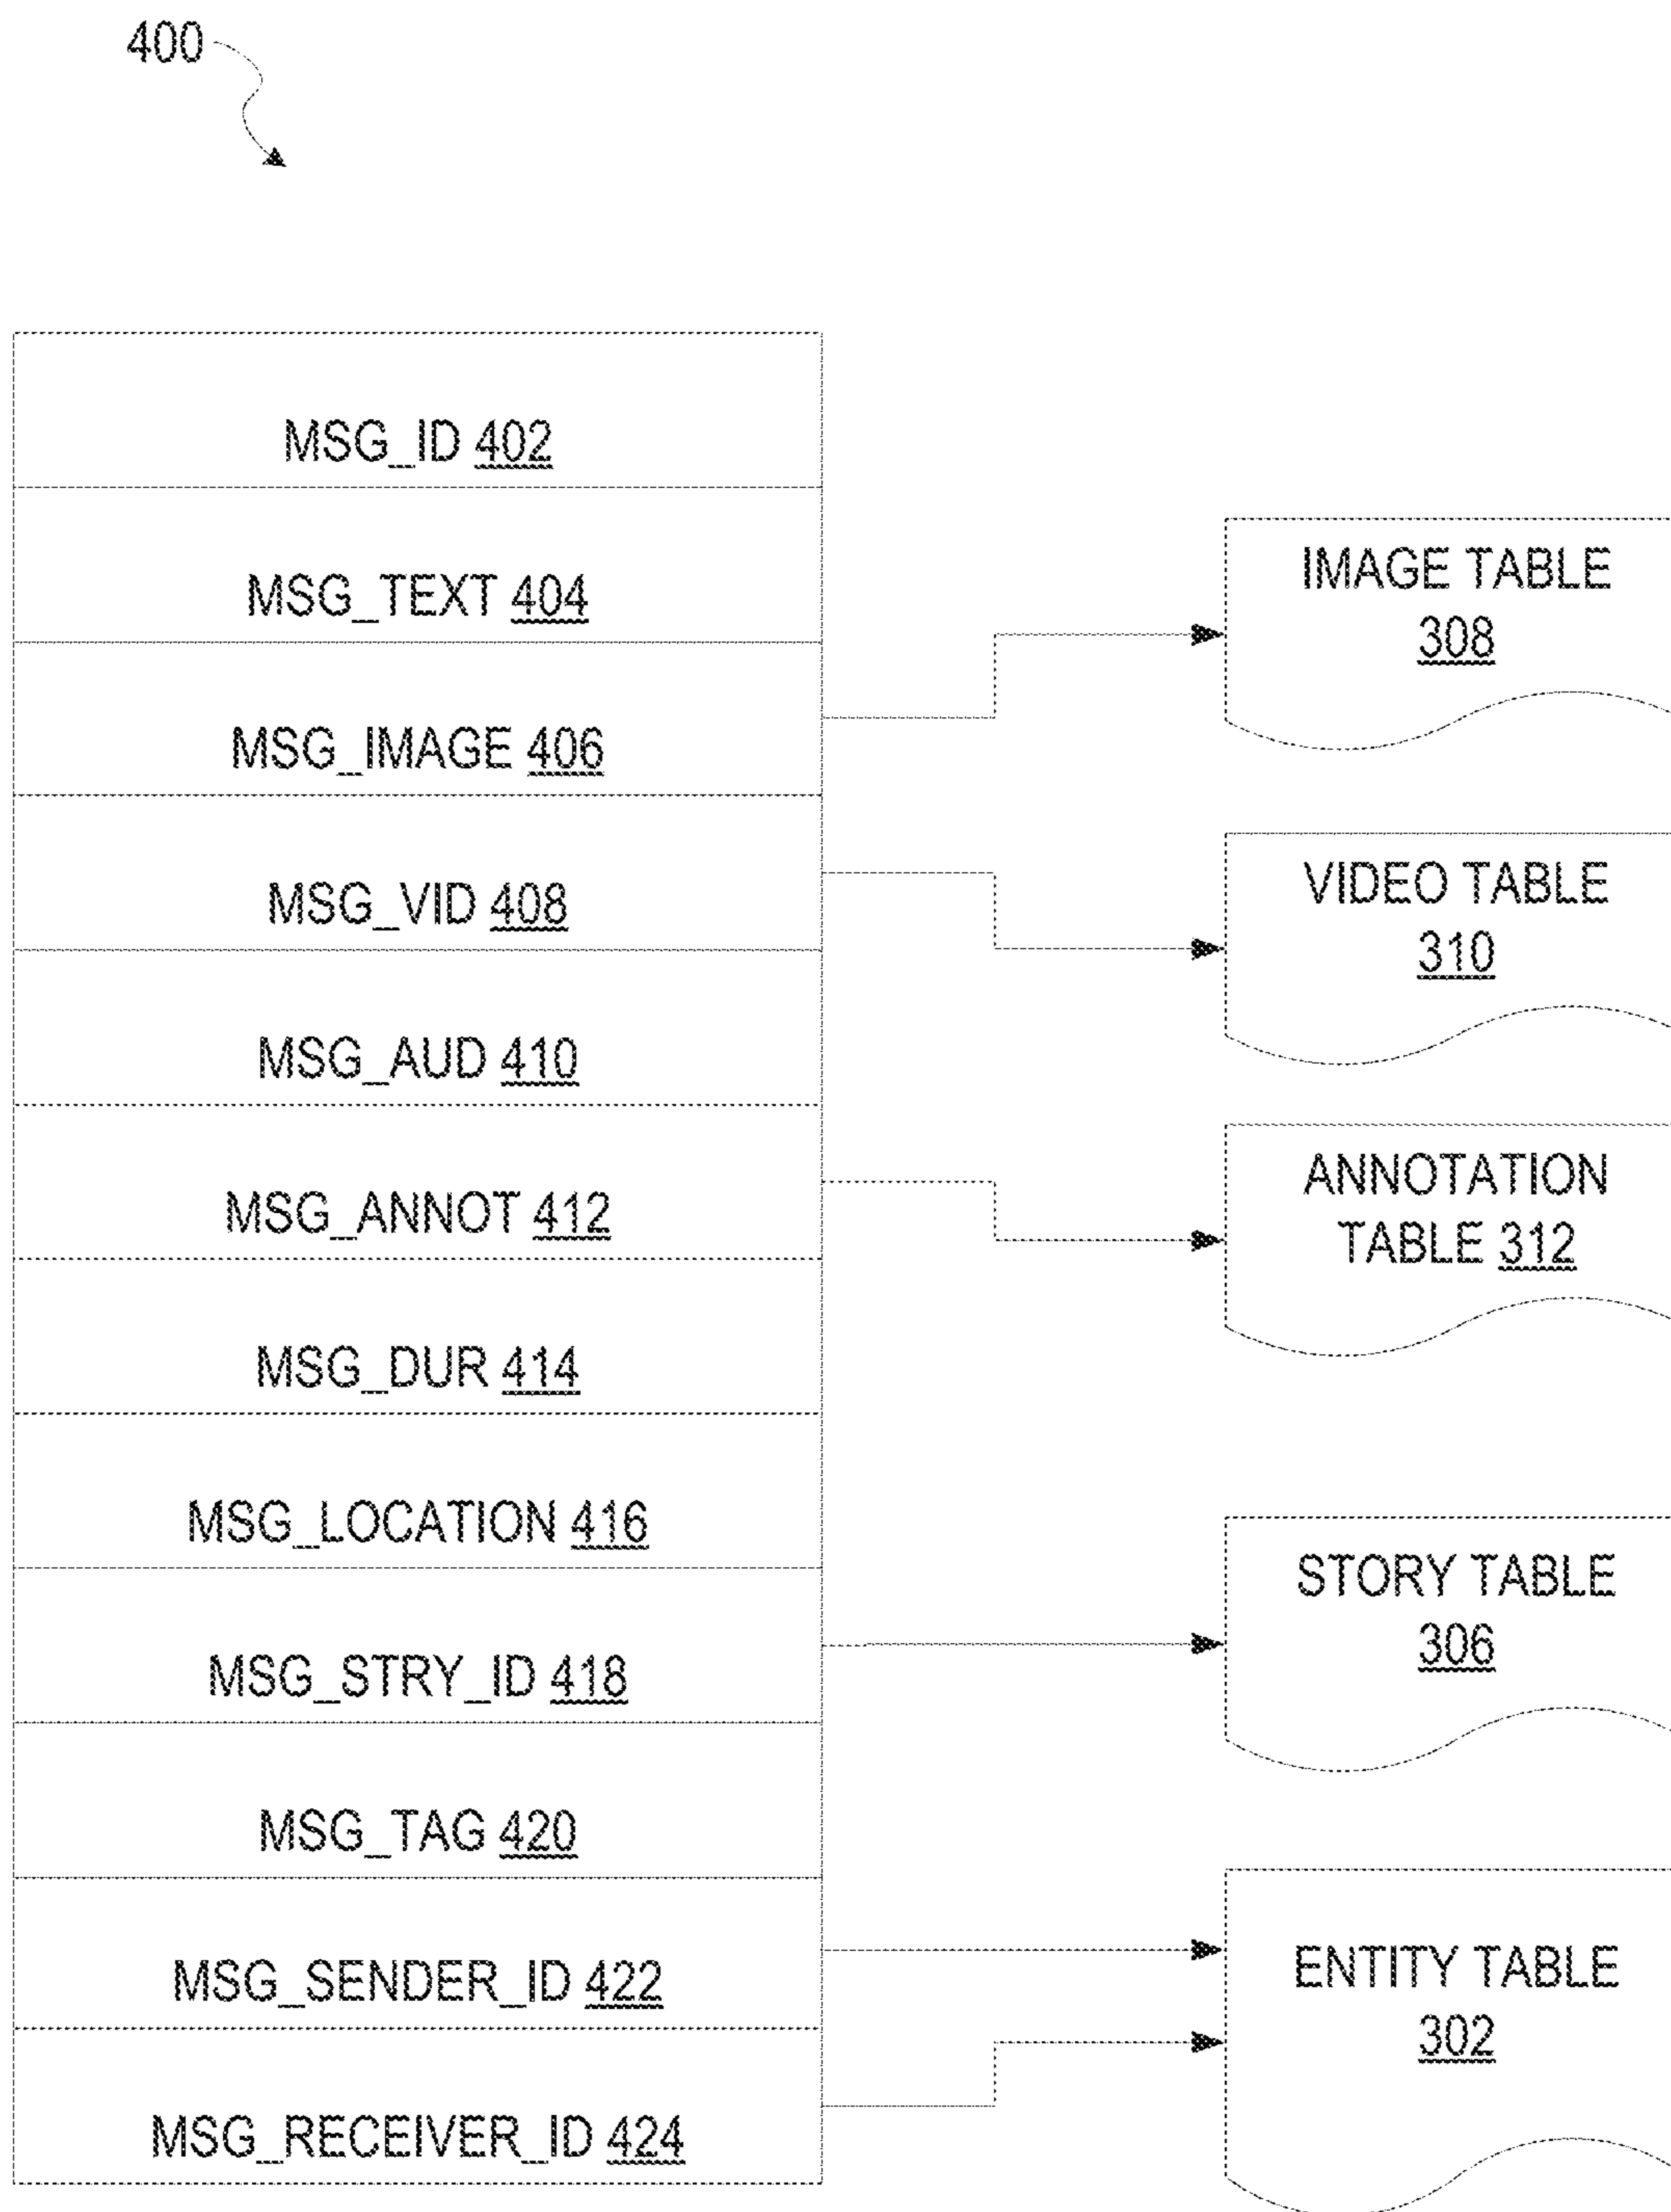 400
MSG_ID 402
MSG_TEXT 404
MSG_IMAGE 406
MSG_VID 408
MSG_AUD 410
MSG_ANNOT 412
MSG_DUR 414
MSG_LOCATION 416
MSG_STRY_ID 418
MSG_TAG 420
MSG_SENDER_ID 422
MSG_RECEIVER_ID 424
IMAGE TABLE
308
VIDEO TABLE
310
ANNOTATION
TABLE 312
STORY TABLE
306
ENTITY TABLE
302